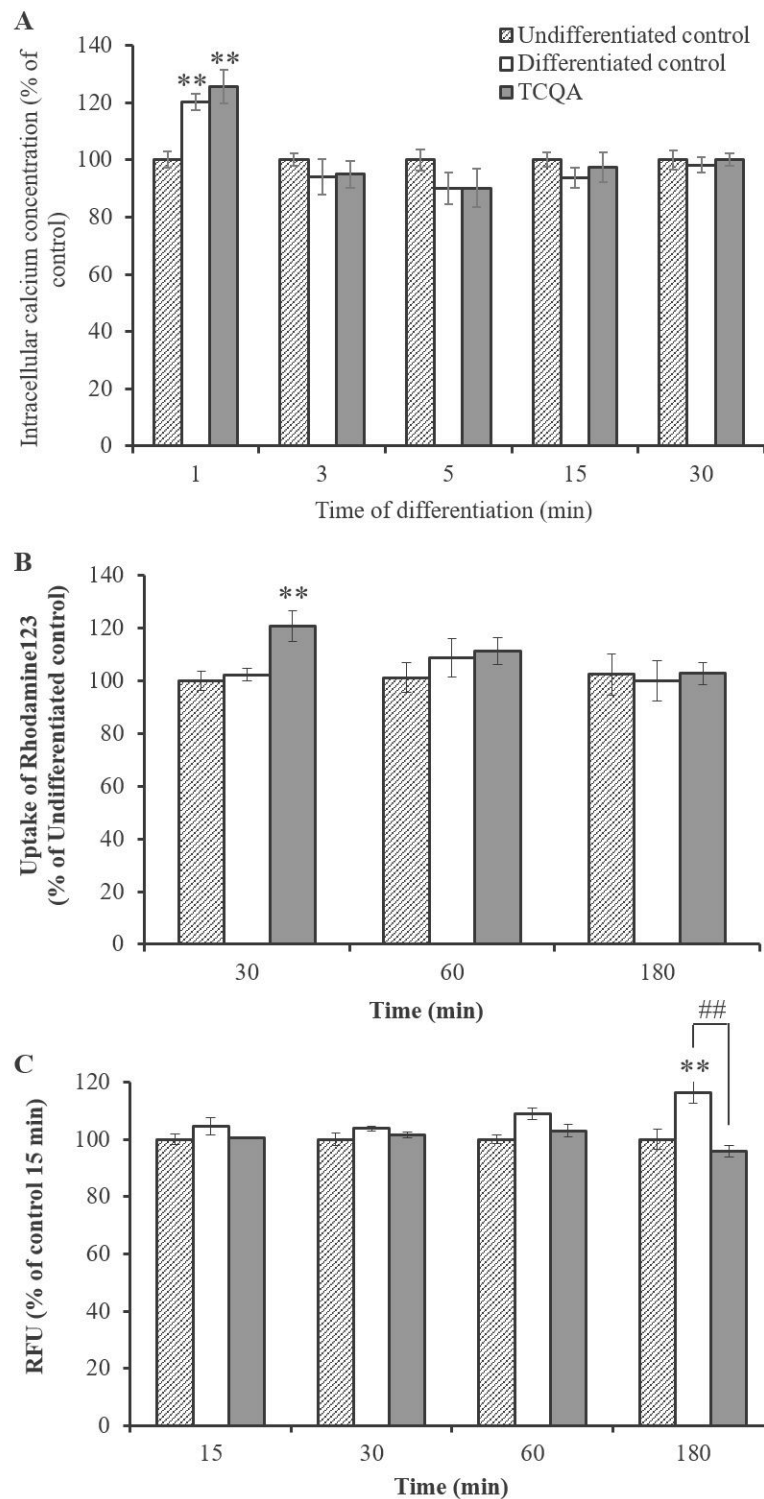 A
Undifferentiated control
Differentiated control
TCQA
Intracellular calcium concentration (% of
control)
140
120
100
80
60
40
20
0
** **
1 3 5 15 30
Time of differentiation (min)
B
Uptake of Rhodamine123
(% of Undifferentiated control)
140
120
100
80
60
40
20
0
**
30 60 180
Time (min)
C
RFU (% of control 15 min)
120
100
80
60
40
20
0
##
**
15 30 60 180
Time (min)